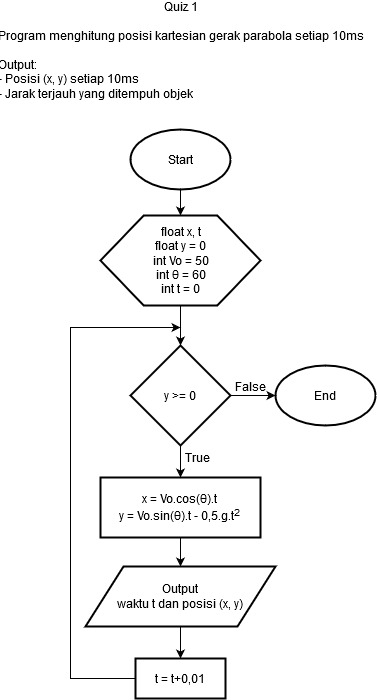 Quiz 1
Program menghitung posisi kartesian gerak parabola setiap 10ms
Output:
- Posisi (x, y) setiap 10ms
- Jarak terjauh yang ditempuh objek
Start
float x, t
float y = 0
int Vo = 50
int θ = 60
int t = 0
y >= 0
False
End
True
x = Vo.cos(θ).t
y = Vo.sin(θ).t - 0,5.g.t²
Output
waktu t dan posisi (x, y)
t = t+0,01